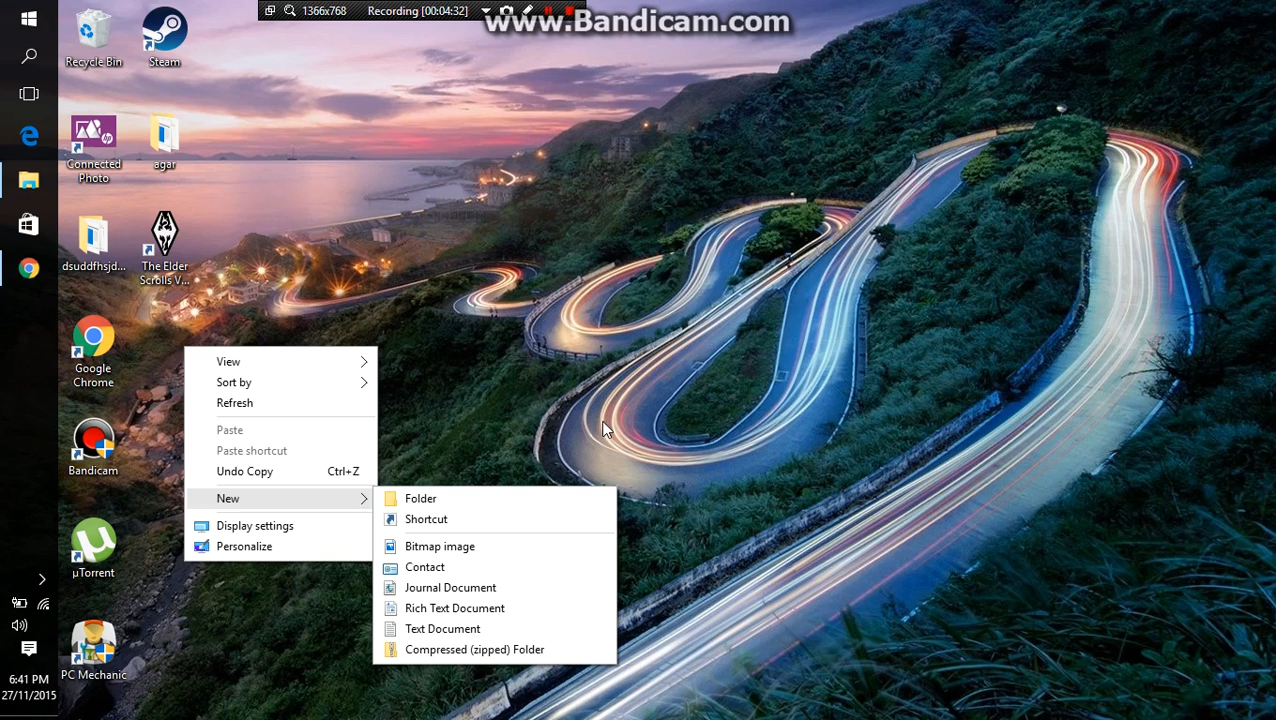 1366x768
Recording [00:04:32]
www.Bandicam.com
Recycle Bin
Steam
Connected
Photo
agar
dsuddfhsjd...
The Elder
Scrolls V...
Google
Chrome
Bandicam
µTorrent
PC Mechanic
View
Sort by
Refresh
Paste
Paste shortcut
Undo Copy Ctrl+Z
New
Display settings
Personalize
Folder
Shortcut
Bitmap image
Contact
Journal Document
Rich Text Document
Text Document
Compressed (zipped) Folder
6:41 PM
27/11/2015